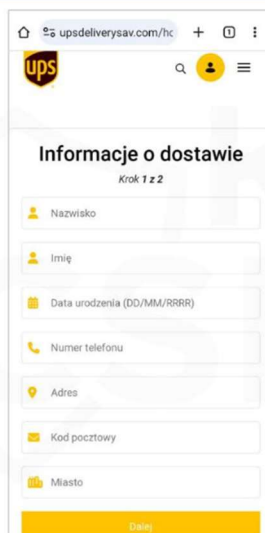 upsdeliverysav.com/hc
1
ups
Informacje o dostawie
Krok 1 z 2
Nazwisko
Imię
Data urodzenia (DD/MM/RRRR)
Numer telefonu
Adres
Kod pocztowy
Miasto
Dalej